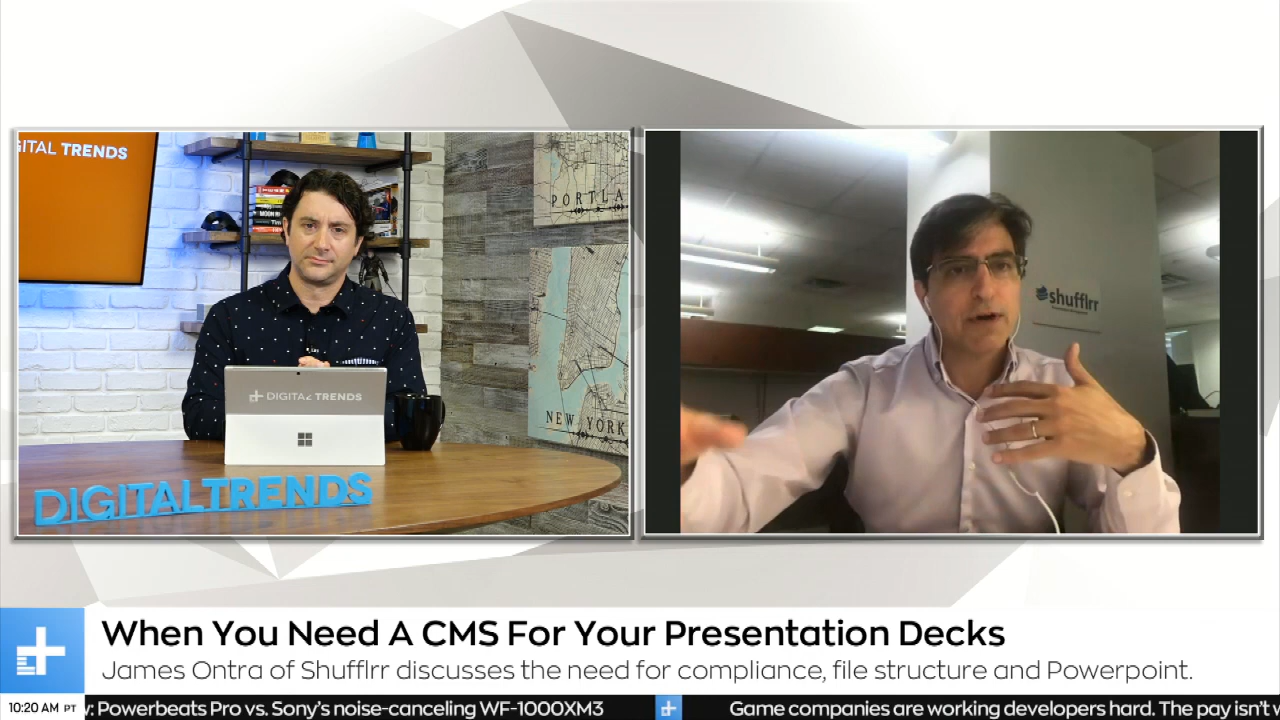 GITAL TRENDS
PORTLA
NEW YORK
DIGITAL TRENDS
DIGITALTRENDS
shufflrr
When You Need A CMS For Your Presentation Decks
James Ontra of Shufflrr discusses the need for compliance, file structure and Powerpoint.
10:20 AM PT
v: Powerbeats Pro vs. Sony's noise-canceling WF-1000XM3
Game companies are working developers hard. The pay isn't w